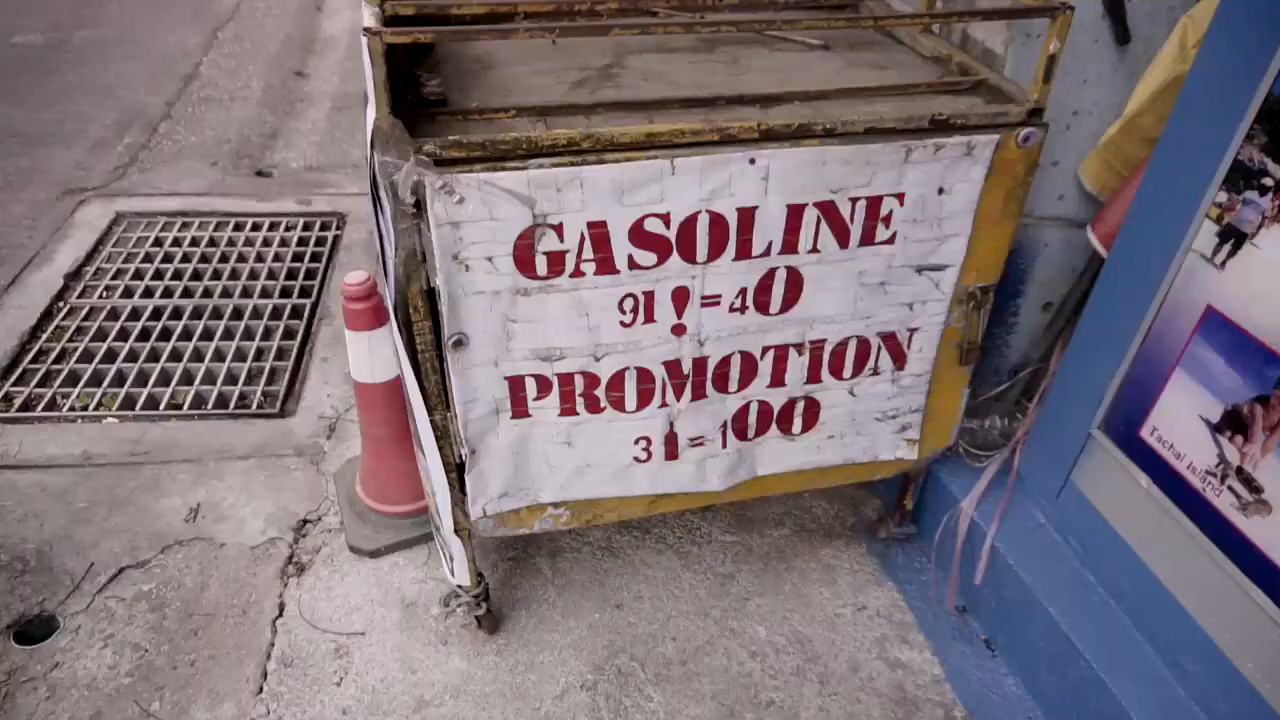 GASOLINE
91 ! = 40
PROMOTION
3 = 100
Tachai Island